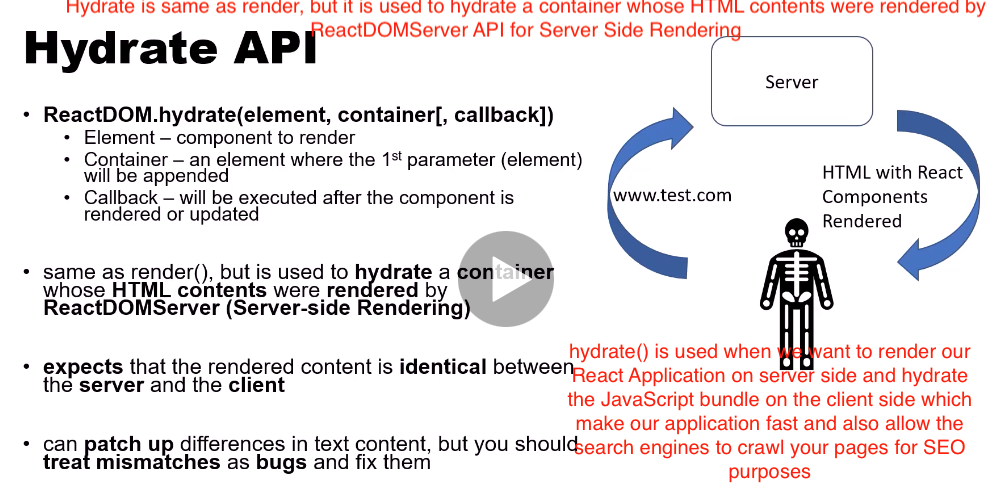 Hydrate is same as render, but it is used to hydrate a container whose HTML contents were rendered by
ReactDOMServer API for Server Side Rendering
Hydrate API
• ReactDOM.hydrate(element, container[, callback])
• Element – component to render
• Container – an element where the 1st parameter (element)
will be appended
• Callback – will be executed after the component is
rendered or updated
• same as render(), but is used to hydrate a container
whose HTML contents were rendered by
ReactDOMServer (Server-side Rendering)
• expects that the rendered content is identical between
the server and the client
• can patch up differences in text content, but you should
treat mismatches as bugs and fix them
Server
www.test.com
HTML with React
Components
Rendered
hydrate() is used when we want to render our
React Application on server side and hydrate
the JavaScript bundle on the client side which
make our application fast and also allow the
search engines to crawl your pages for SEO
purposes